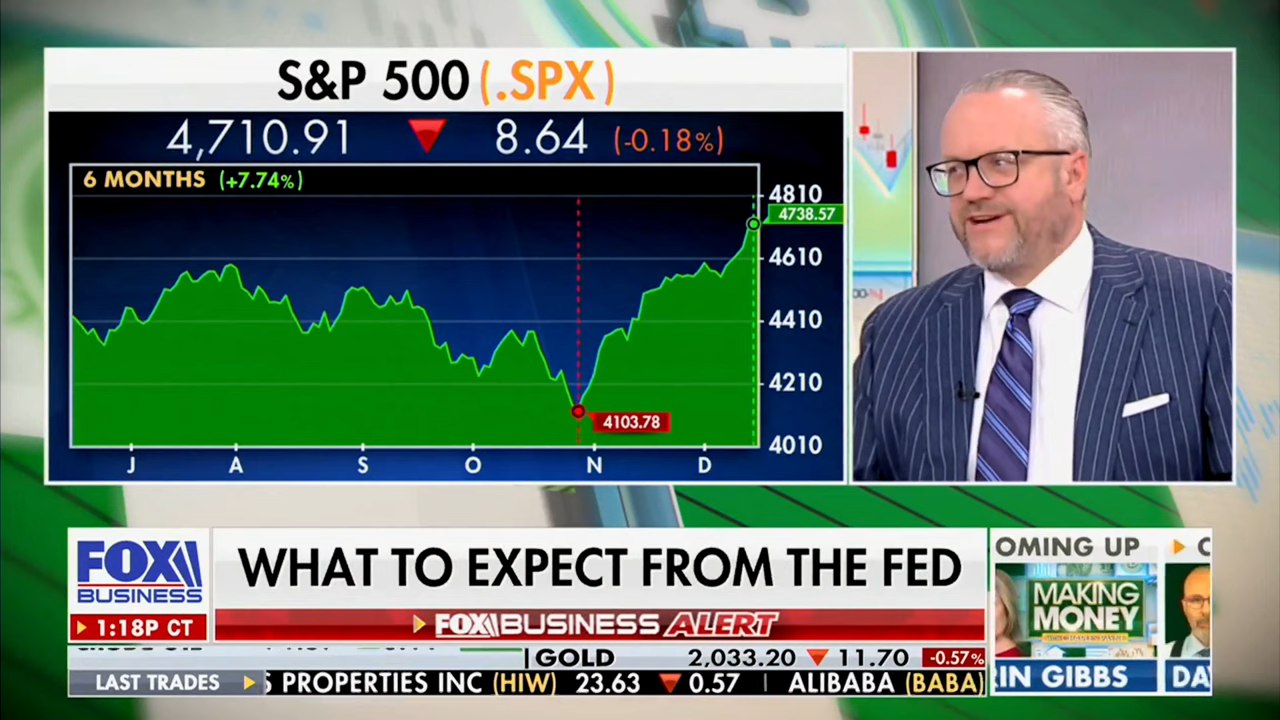 S&P 500 (.SPX)
4,710.91 ▼ 8.64 (-0.18%)
6 MONTHS (+7.74%)
4810
4738.57
4610
4410
4210
4103.78
4010
J A S O N D
FOX BUSINESS
1:18P CT
WHAT TO EXPECT FROM THE FED
FOX BUSINESS ALERT
OMING UP ▶ C
MAKING
MONEY
IN GIBBS
DA
GOLD 2,033.20 ▼ 11.70 -0.57%
LAST TRADES
S PROPERTIES INC (HIW) 23.63 ▼ 0.57 | ALIBABA (BABA)